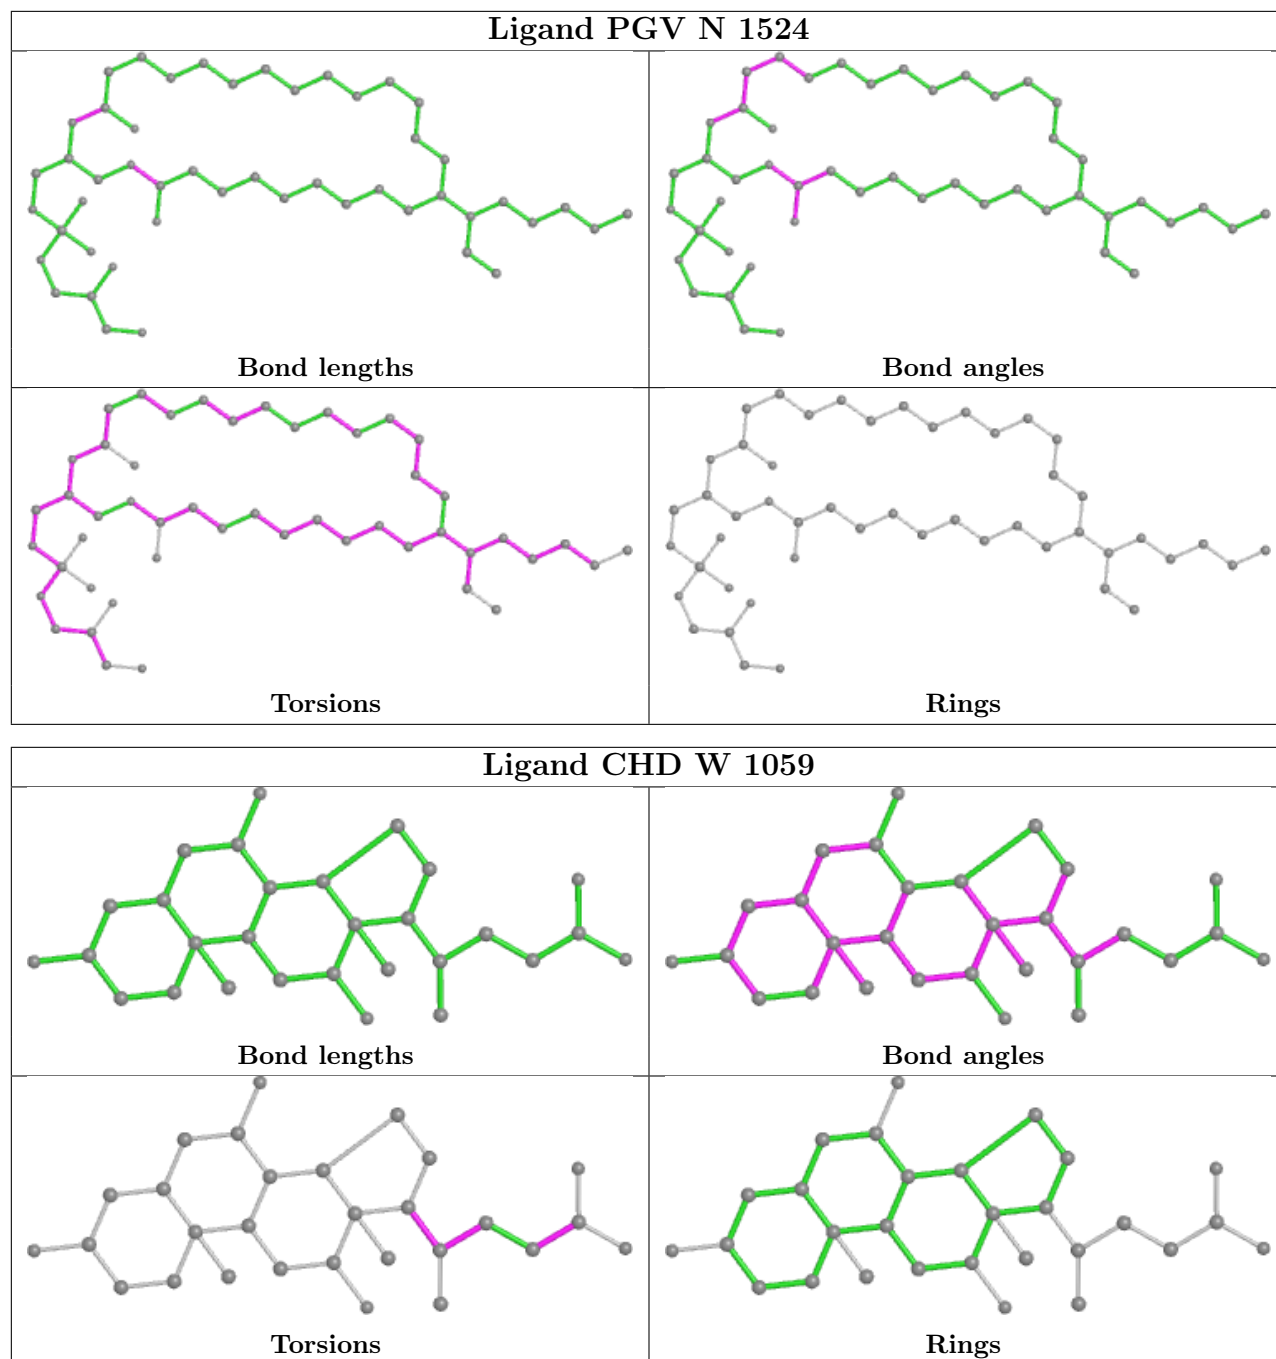 Ligand PGV N 1524
Bond lengths
Bond angles
Torsions
Rings
Ligand CHD W 1059
Bond lengths
Bond angles
Torsions
Rings